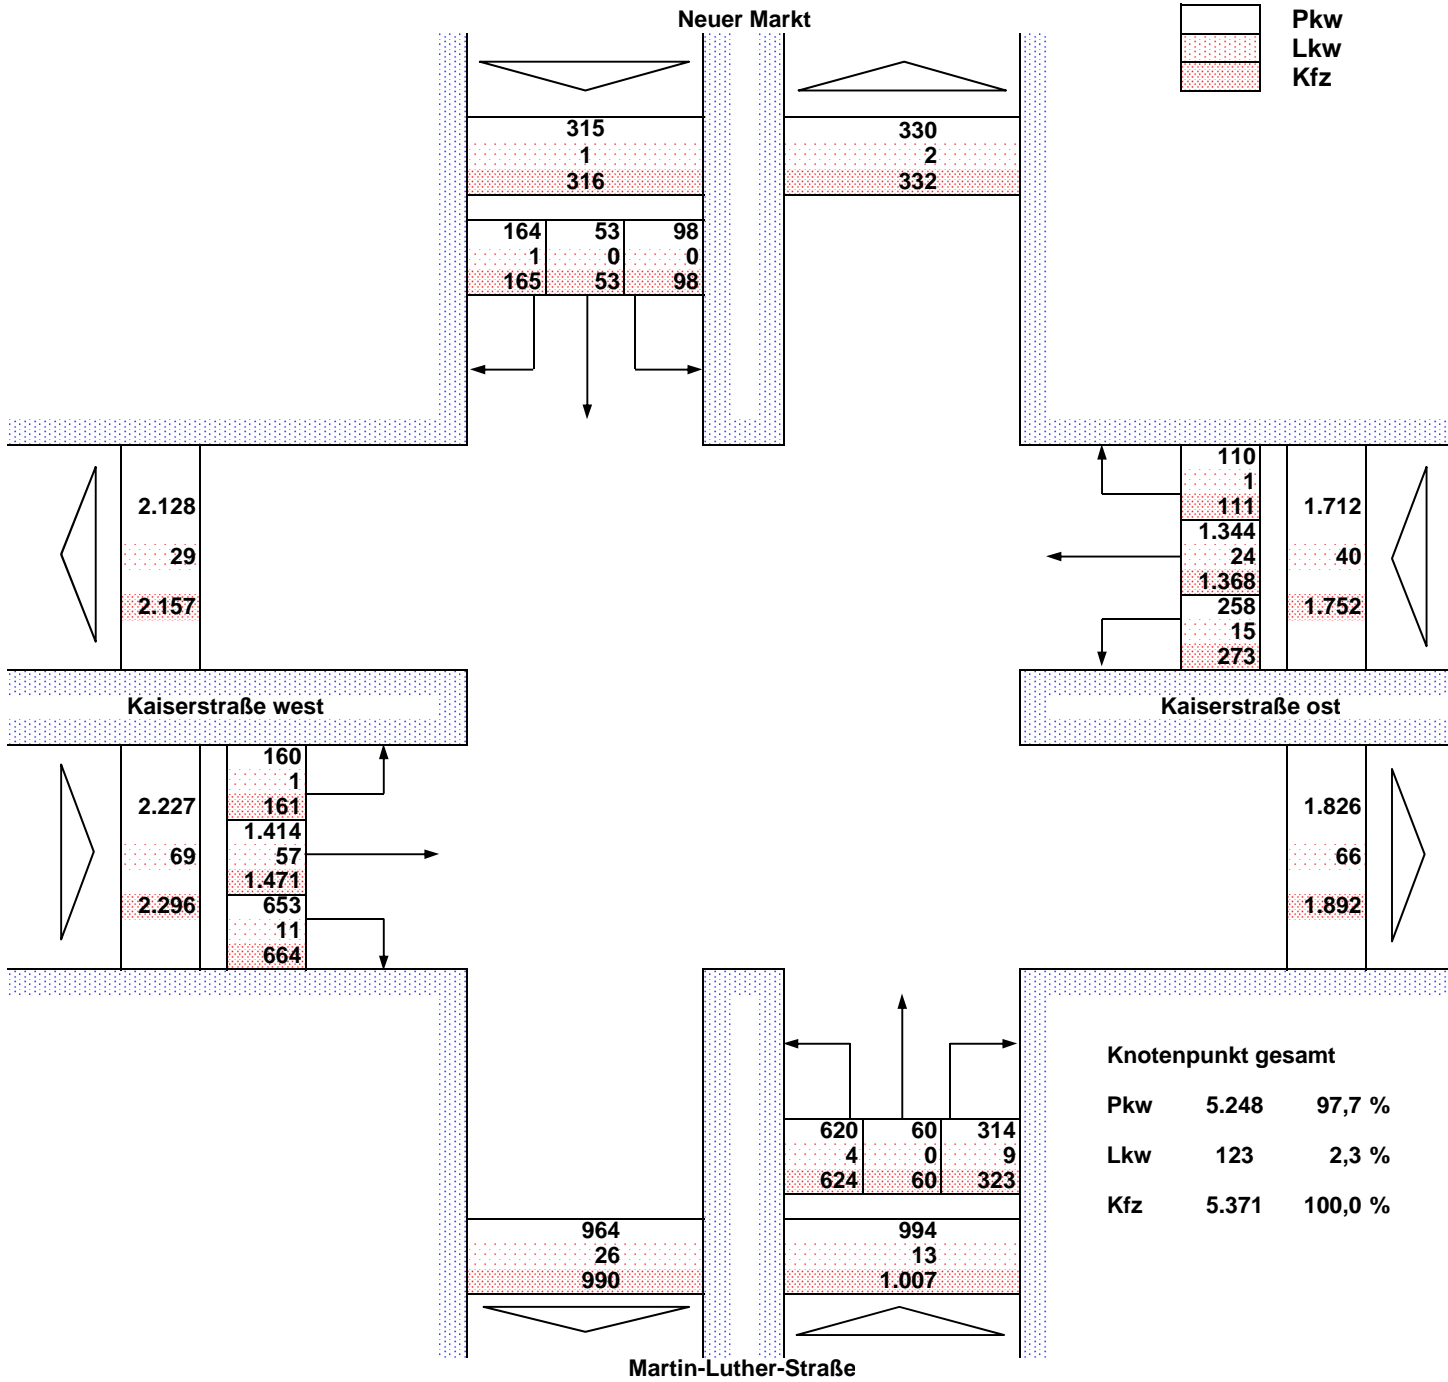 Neuer Markt
Pkw
Lkw
Kfz
315
1
316
330
2
332
164 53 98
1 0 0
165 53 98
2.128
29
2.157
110
1
111
1.344
24
1.368
258
15
273
1.712
40
1.752
Kaiserstraße west
Kaiserstraße ost
2.227
69
2.296
160
1
161
1.414
57
1.471
653
11
664
1.826
66
1.892
620 60 314
4 0 9
624 60 323
964
26
990
994
13
1.007
Knotenpunkt gesamt
Pkw 5.248 97,7 %
Lkw 123 2,3 %
Kfz 5.371 100,0 %
Martin-Luther-Straße